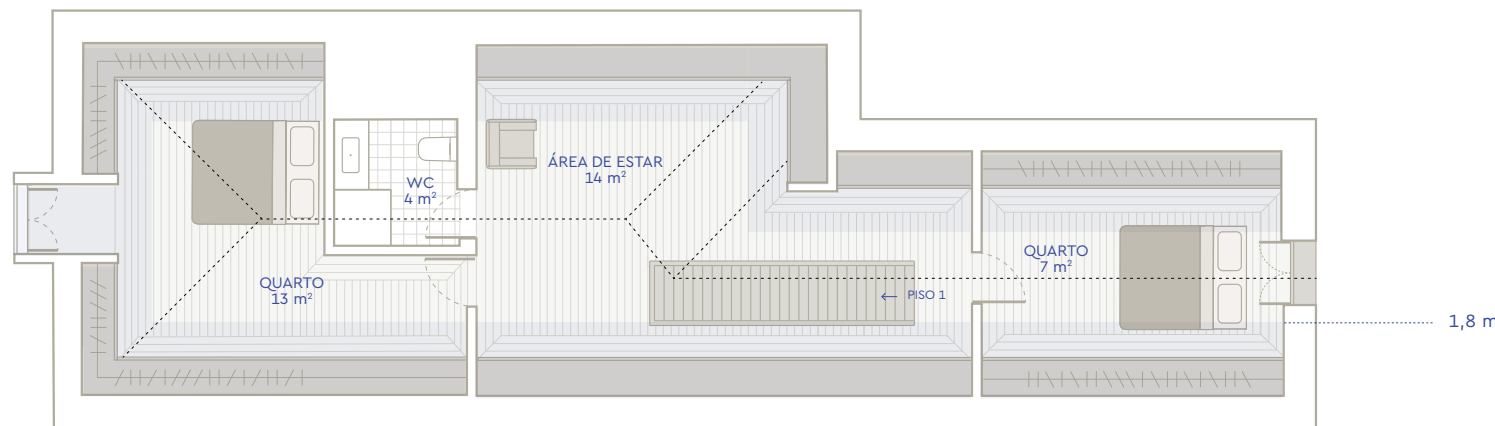 WC
4 m²
ÁREA DE ESTAR
14 m²
QUARTO
7 m²
QUARTO
13 m²
← PISO 1
1,8 m